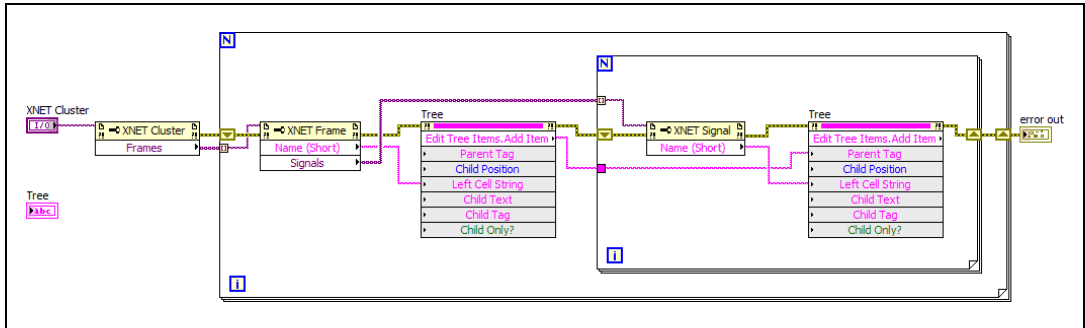 N
N
XNET Cluster
I/O
XNET Cluster
Frames
XNET Frame
Name (Short)
Signals
Tree
Edit Tree Items.Add Item
Parent Tag
Child Position
Left Cell String
Child Text
Child Tag
Child Only?
XNET Signal
Name (Short)
Tree
Edit Tree Items.Add Item
Parent Tag
Child Position
Left Cell String
Child Text
Child Tag
Child Only?
error out
Tree
abc
i
i